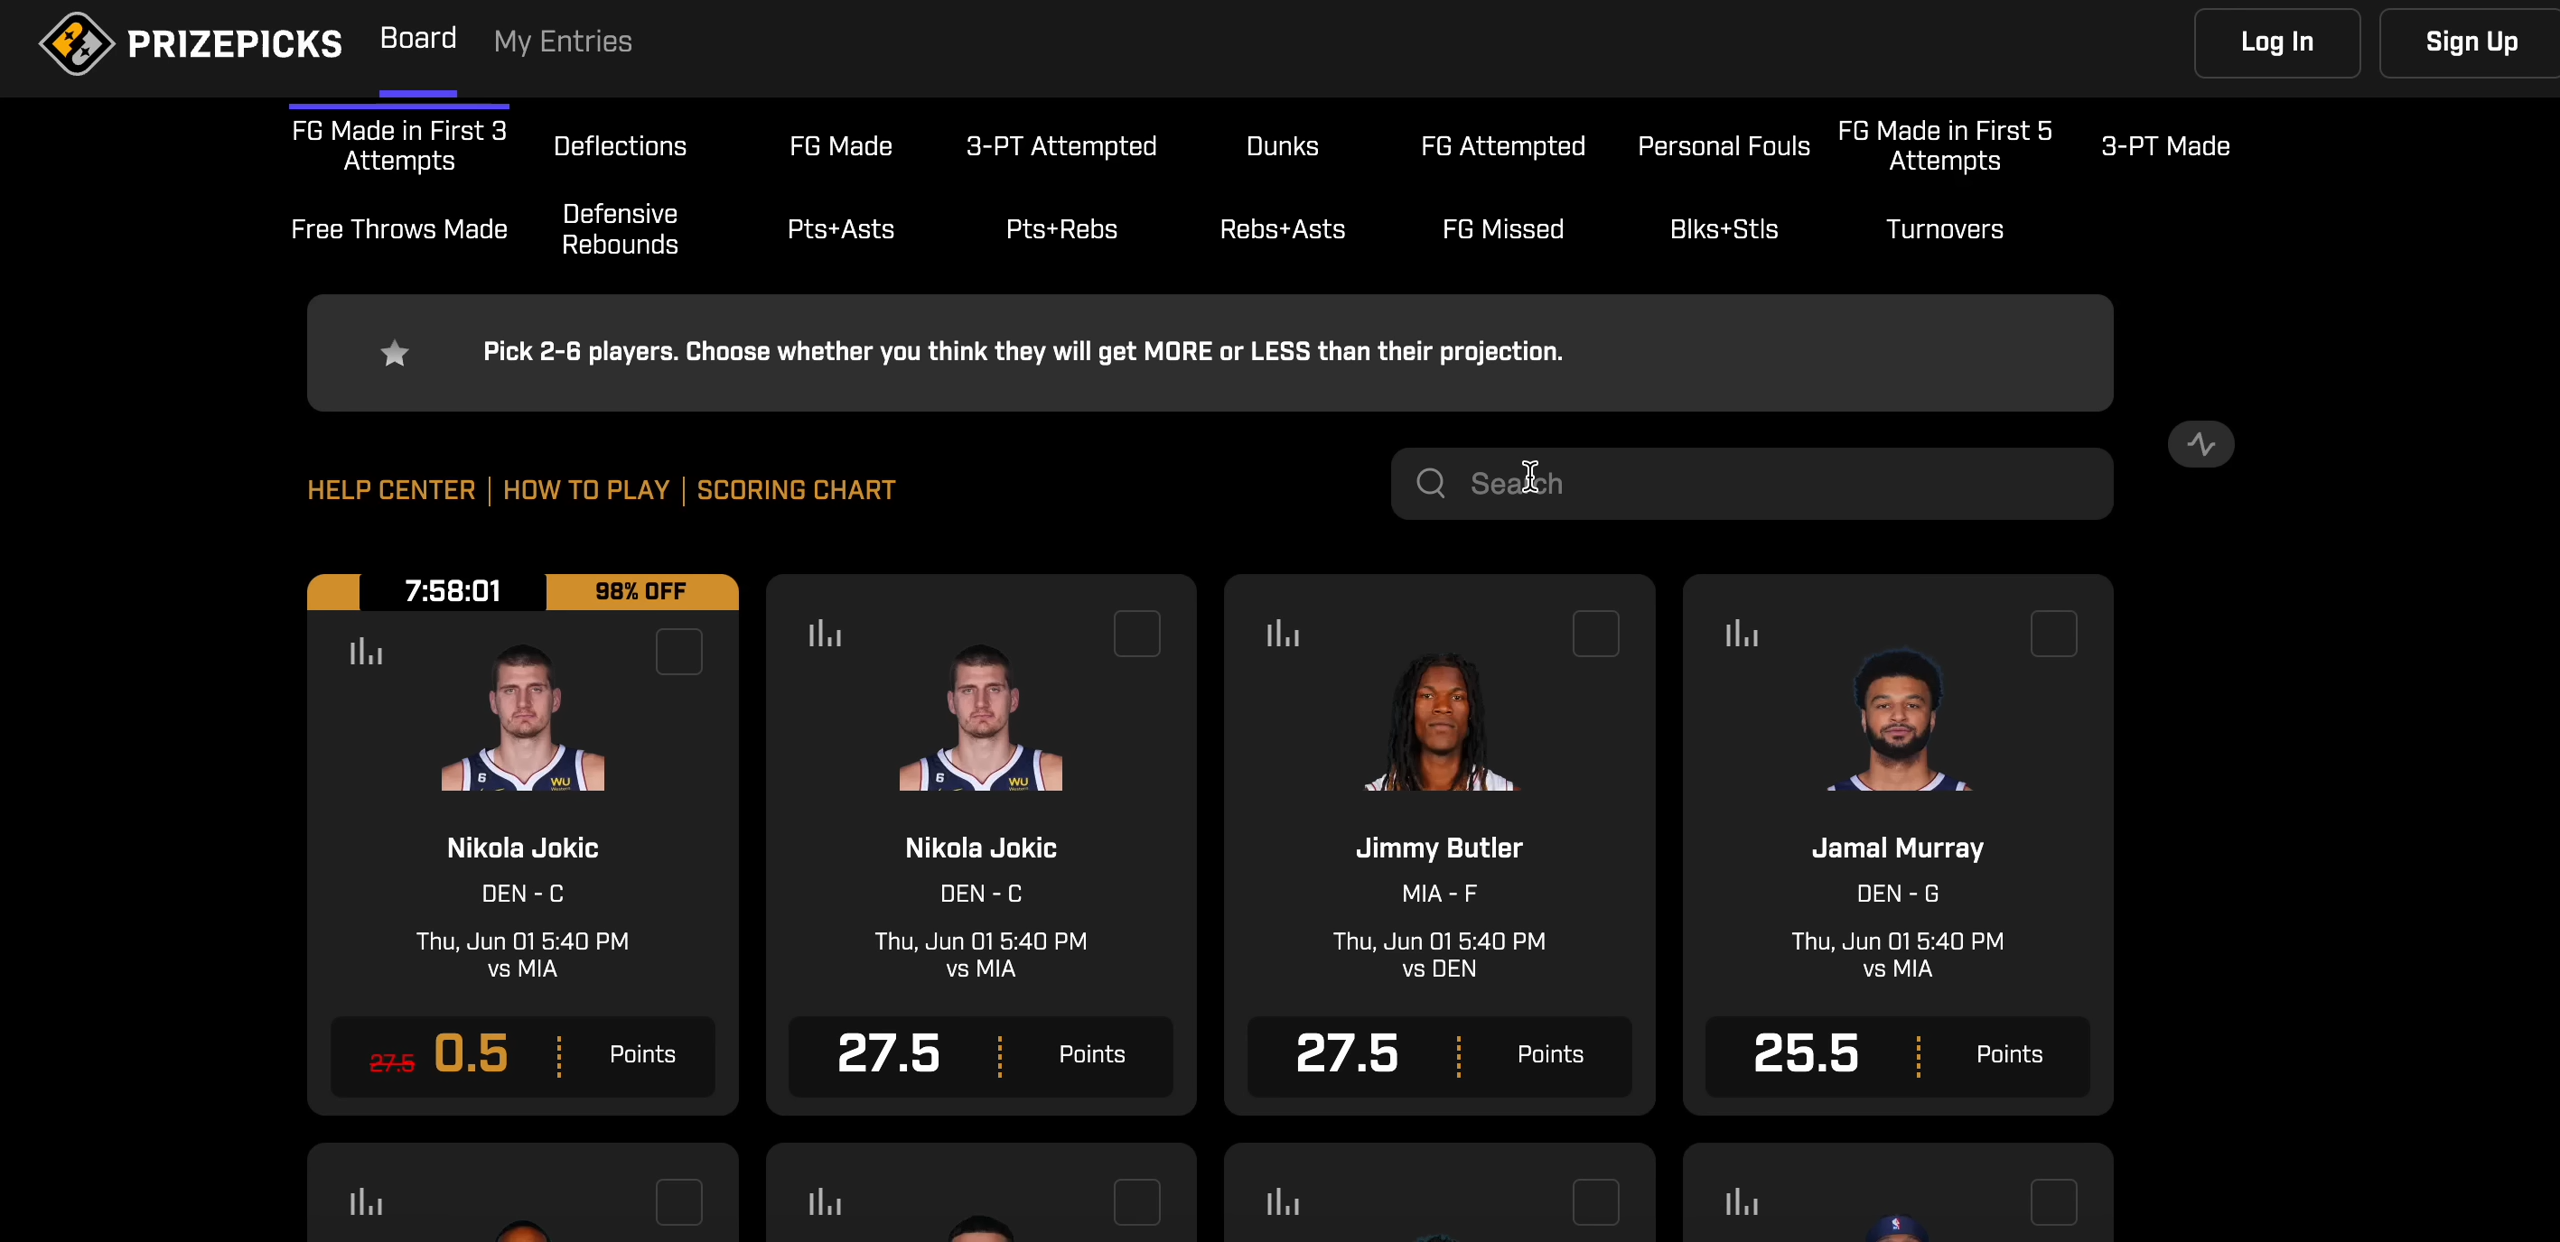 PRIZEPICKS Board My Entries Log In Sign Up
FG Made in First 3
Attempts
Deflections
FG Made
3-PT Attempted
Dunks
FG Attempted
Personal Fouls
FG Made in First 5
Attempts
3-PT Made
Free Throws Made
Defensive
Rebounds
Pts+Asts
Pts+Rebs
Rebs+Asts
FG Missed
Blks+Stls
Turnovers
Pick 2-6 players. Choose whether you think they will get MORE or LESS than their projection.
HELP CENTER | HOW TO PLAY | SCORING CHART
Search
7:58:01 98% OFF
6 WU
Nikola Jokic
DEN - C
Thu, Jun 01 5:40 PM
vs MIA
27.5 0.5 Points
6 WU
Nikola Jokic
DEN - C
Thu, Jun 01 5:40 PM
vs MIA
27.5 Points
Jimmy Butler
MIA - F
Thu, Jun 01 5:40 PM
vs DEN
27.5 Points
Jamal Murray
DEN - G
Thu, Jun 01 5:40 PM
vs MIA
25.5 Points